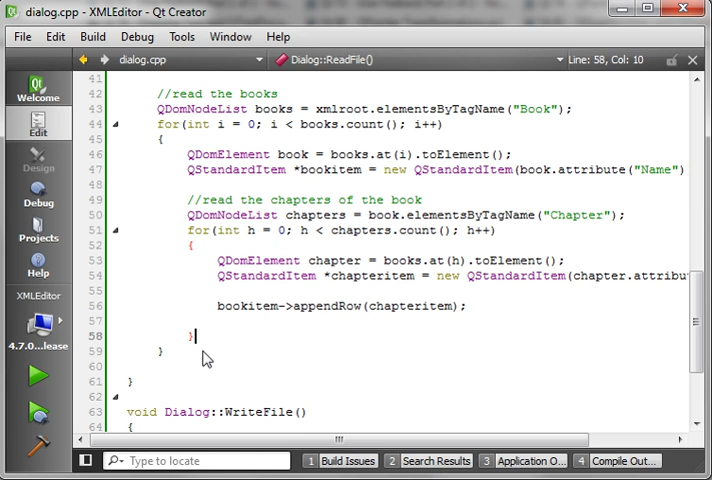 dialog.cpp - XMLEditor - Qt Creator
File Edit Build Debug Tools Window Help
dialog.cpp Dialog::ReadFile() Line: 58, Col: 10
Welcome
Edit
Design
Debug
Projects
Help
XMLEditor
4.7.0...lease
41
42 //read the books
43 QDomNodeList books = xmlroot.elementsByTagName("Book");
44 for(int i = 0; i < books.count(); i++)
45 {
46 QDomElement book = books.at(i).toElement();
47 QStandardItem *bookitem = new QStandardItem(book.attribute("Name")
48
49 //read the chapters of the book
50 QDomNodeList chapters = book.elementsByTagName("Chapter");
51 for(int h = 0; h < chapters.count(); h++)
52 {
53 QDomElement chapter = books.at(h).toElement();
54 QStandardItem *chapteritem = new QStandardItem(chapter.attribu
55
56 bookitem->appendRow(chapteritem);
57
58 }
59 }
60
61 }
62
63 void Dialog::WriteFile()
64 {
Type to locate 1 Build Issues 2 Search Results 3 Application O... 4 Compile Out...